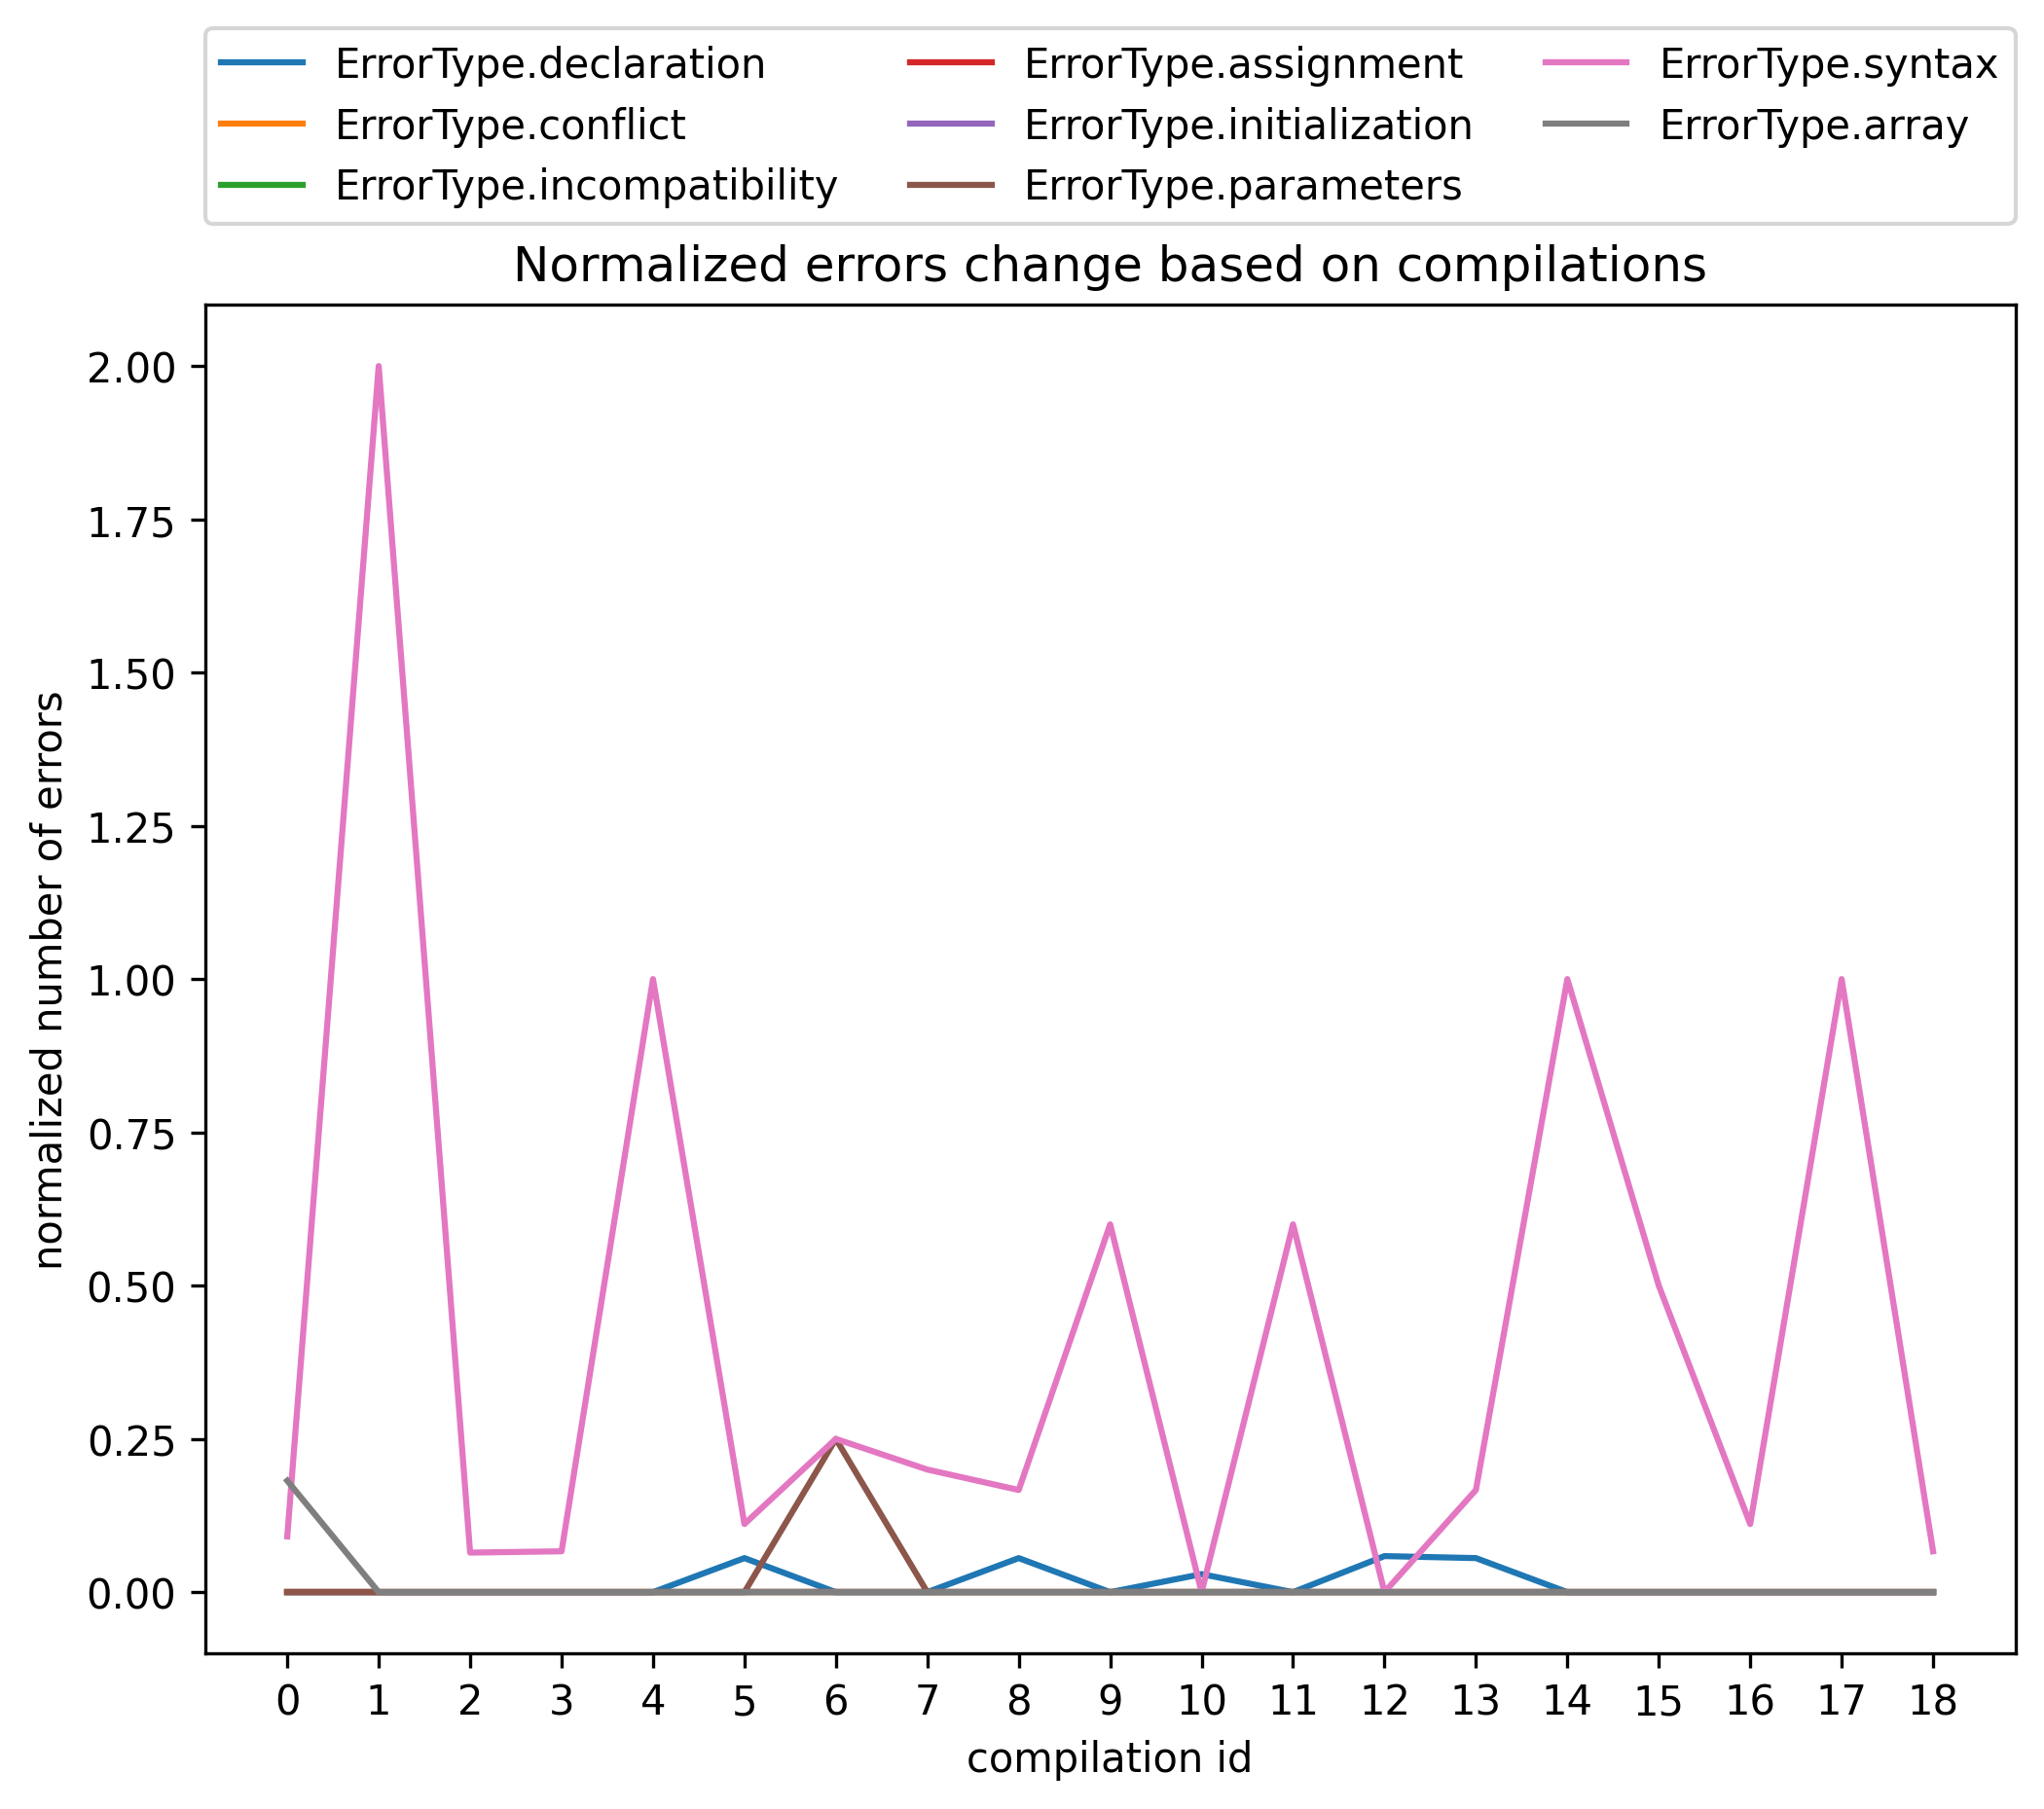 ErrorType.declaration ErrorType.assignment ErrorType.syntax
ErrorType.conflict ErrorType.initialization ErrorType.array
ErrorType.incompatibility ErrorType.parameters
Normalized errors change based on compilations
2.00
1.75
1.50
1.25
1.00
0.75
0.50
0.25
0.00
normalized number of errors
0 1 2 3 4 5 6 7 8 9 10 11 12 13 14 15 16 17 18
compilation id